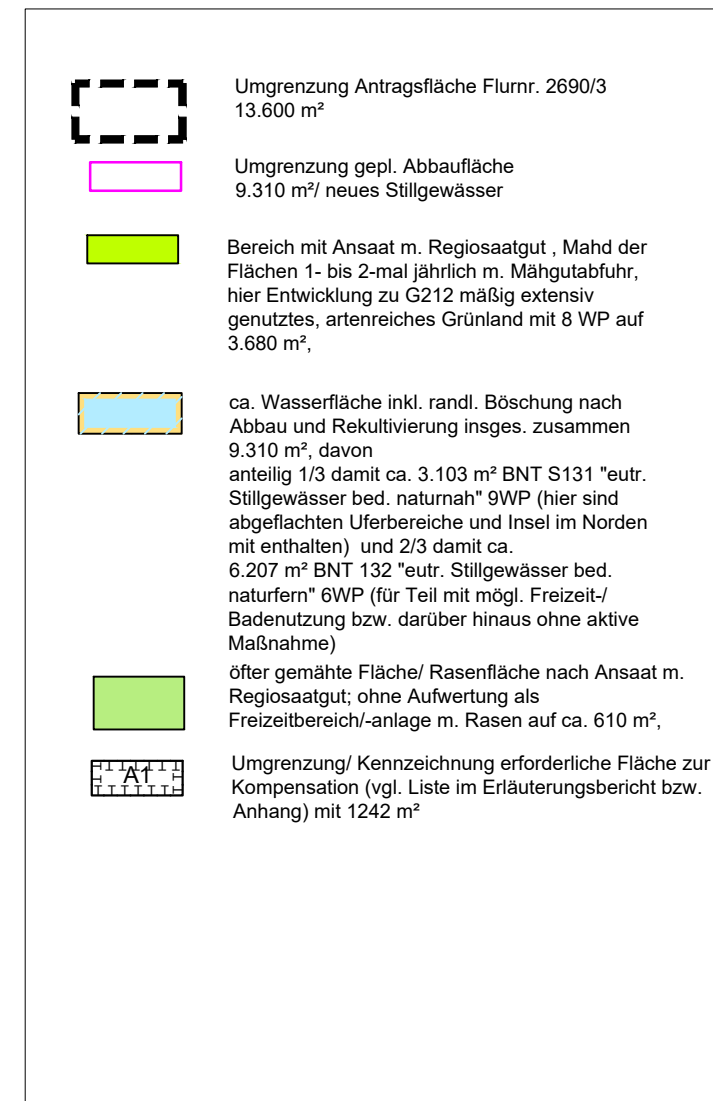 Umgrenzung Antragsfläche Flurnr. 2690/3
13.600 m²
Umgrenzung gepl. Abbaufläche
9.310 m²/ neues Stillgewässer
Bereich mit Ansaat m. Regiosaatgut , Mahd der
Flächen 1- bis 2-mal jährlich m. Mähgutabfuhr,
hier Entwicklung zu G212 mäßig extensiv
genutztes, artenreiches Grünland mit 8 WP auf
3.680 m²,
ca. Wasserfläche inkl. randl. Böschung nach
Abbau und Rekultivierung insges. zusammen
9.310 m², davon
anteilig 1/3 damit ca. 3.103 m² BNT S131 "eutr.
Stillgewässer bed. naturnah" 9WP (hier sind
abgeflachten Uferbereiche und Insel im Norden
mit enthalten) und 2/3 damit ca.
6.207 m² BNT 132 "eutr. Stillgewässer bed.
naturfern" 6WP (für Teil mit mögl. Freizeit-/
Badenutzung bzw. darüber hinaus ohne aktive
Maßnahme)
öfter gemähte Fläche/ Rasenfläche nach Ansaat m.
Regiosaatgut; ohne Aufwertung als
Freizeitbereich/-anlage m. Rasen auf ca. 610 m²,
A1
Umgrenzung/ Kennzeichnung erforderliche Fläche zur
Kompensation (vgl. Liste im Erläuterungsbericht bzw.
Anhang) mit 1242 m²